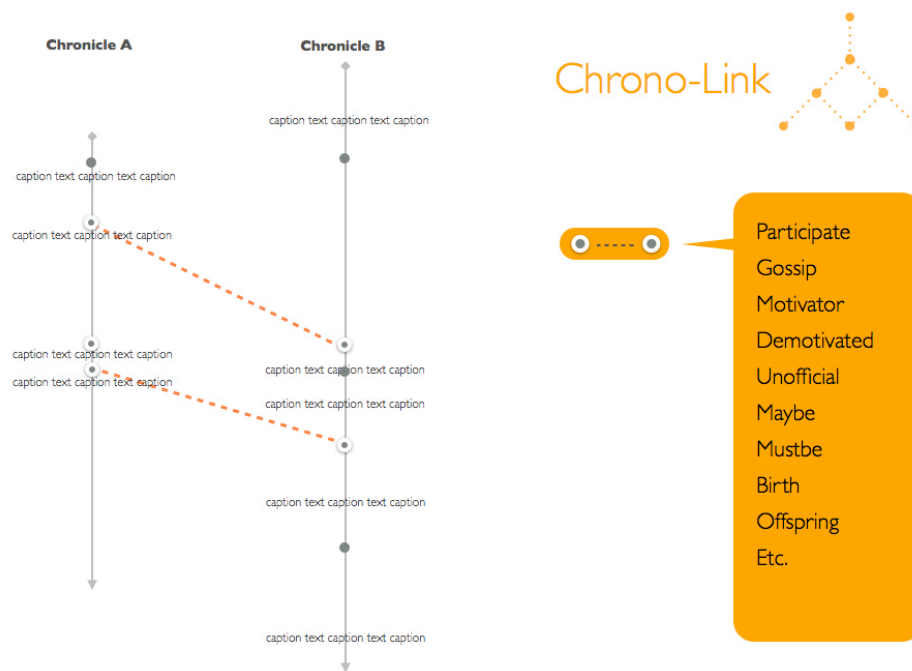 Chronicle A
caption text caption text caption
caption text caption text caption
caption text caption text caption
caption text caption text caption
Chronicle B
caption text caption text caption
caption text caption text caption
caption text caption text caption
caption text caption text caption
caption text caption text caption
Chrono-Link
Participate
Gossip
Motivator
Demotivated
Unofficial
Maybe
Mustbe
Birth
Offspring
Etc.